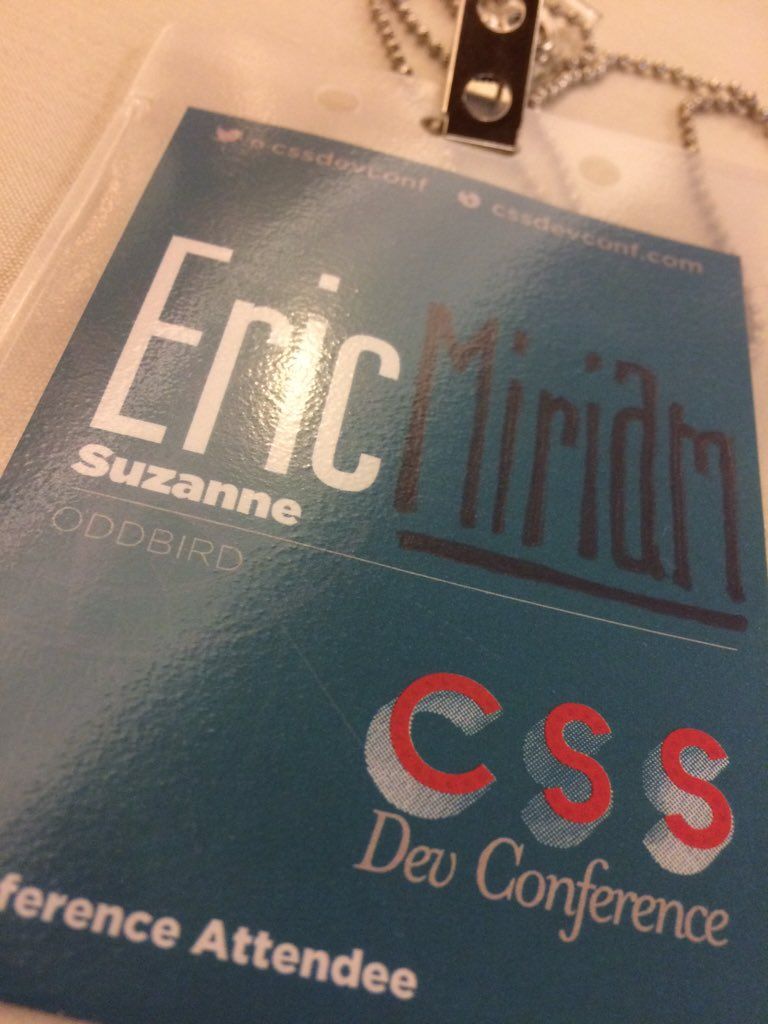 @cssdevconf cssdevconf.com
Eric Miriam
Suzanne
ODDBIRD
CSS
Dev Conference
ference Attendee